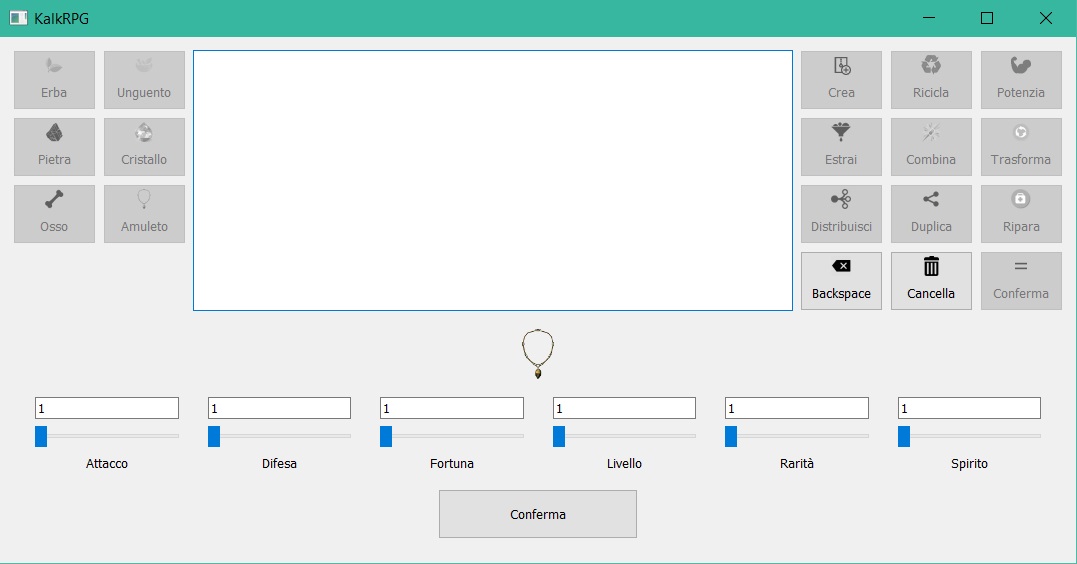 KalkRPG
Erba
Unguento
Crea
Ricicla
Potenzia
Pietra
Cristallo
Estrai
Combina
Trasforma
Osso
Amuleto
Distribuisci
Duplica
Ripara
Backspace
Cancella
Conferma
1
1
1
1
1
1
Attacco
Difesa
Fortuna
Livello
Rarità
Spirito
Conferma